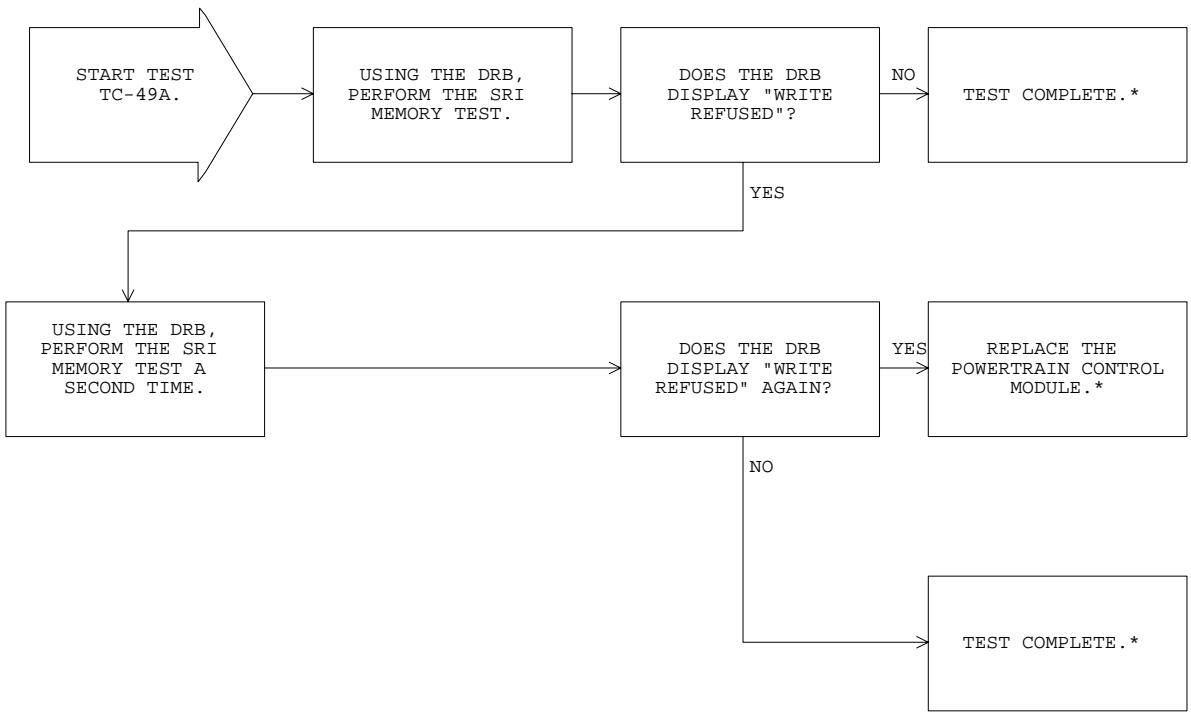 START TEST
TC-49A.
USING THE DRB,
PERFORM THE SRI
MEMORY TEST.
DOES THE DRB
DISPLAY "WRITE
REFUSED"?
NO
TEST COMPLETE.*
YES
USING THE DRB,
PERFORM THE SRI
MEMORY TEST A
SECOND TIME.
DOES THE DRB
DISPLAY "WRITE
REFUSED" AGAIN?
YES
REPLACE THE
POWERTRAIN CONTROL
MODULE.*
NO
TEST COMPLETE.*